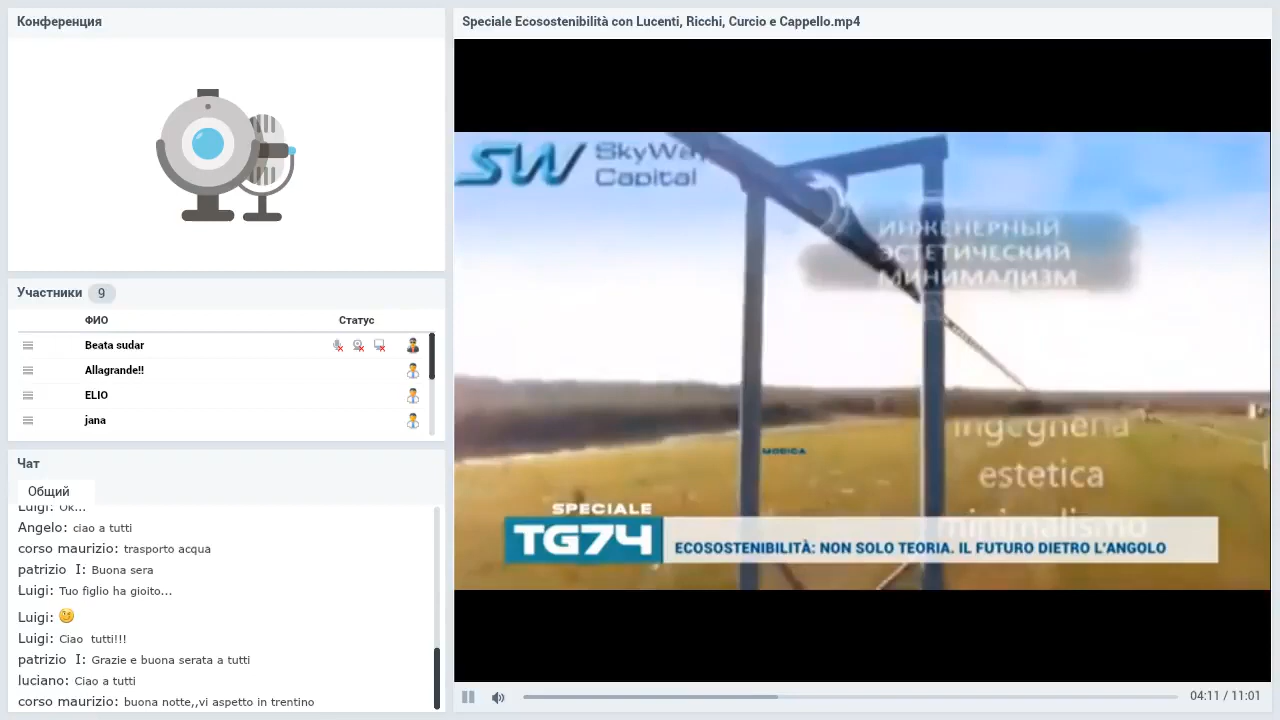 Конференция
Участники 9
ФИО Статус
Beata sudar
Allagrande!!
ELIO
jana
Чат
Общий
Luigi: Ok...
Angelo: ciao a tutti
corso maurizio: trasporto acqua
patrizio I: Buona sera
Luigi: Tuo figlio ha gioito...
Luigi:
Luigi: Ciao tutti!!!
patrizio I: Grazie e buona serata a tutti
luciano: Ciao a tutti
corso maurizio: buona notte,,vi aspetto in trentino
Speciale Ecosostenibilità con Lucenti, Ricchi, Curcio e Cappello.mp4
SW SkyWay
Capital
ИНЖЕНЕРНЫЙ
ЭСТЕТИЧЕСКИЙ
МИНИМАЛИЗМ
ingegneria
estetica
minimalismo
MODICA
SPECIALE
TG74
ECOSOSTENIBILITÀ: NON SOLO TEORIA. IL FUTURO DIETRO L'ANGOLO
04:11 / 11:01